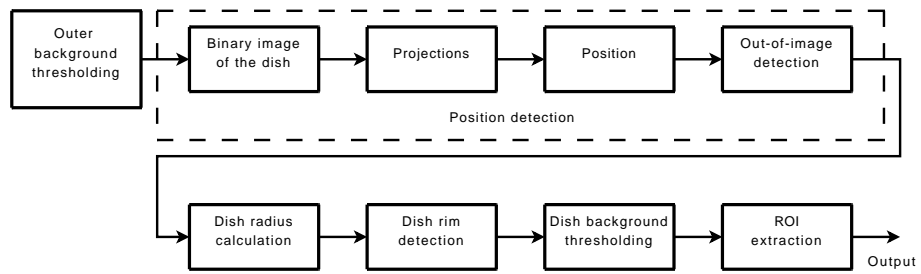 Outer
background
thresholding
Binary image
of the dish
Projections
Position
Out-of-image
detection
Position detection
Dish radius
calculation
Dish rim
detection
Dish background
thresholding
ROI
extraction
Output